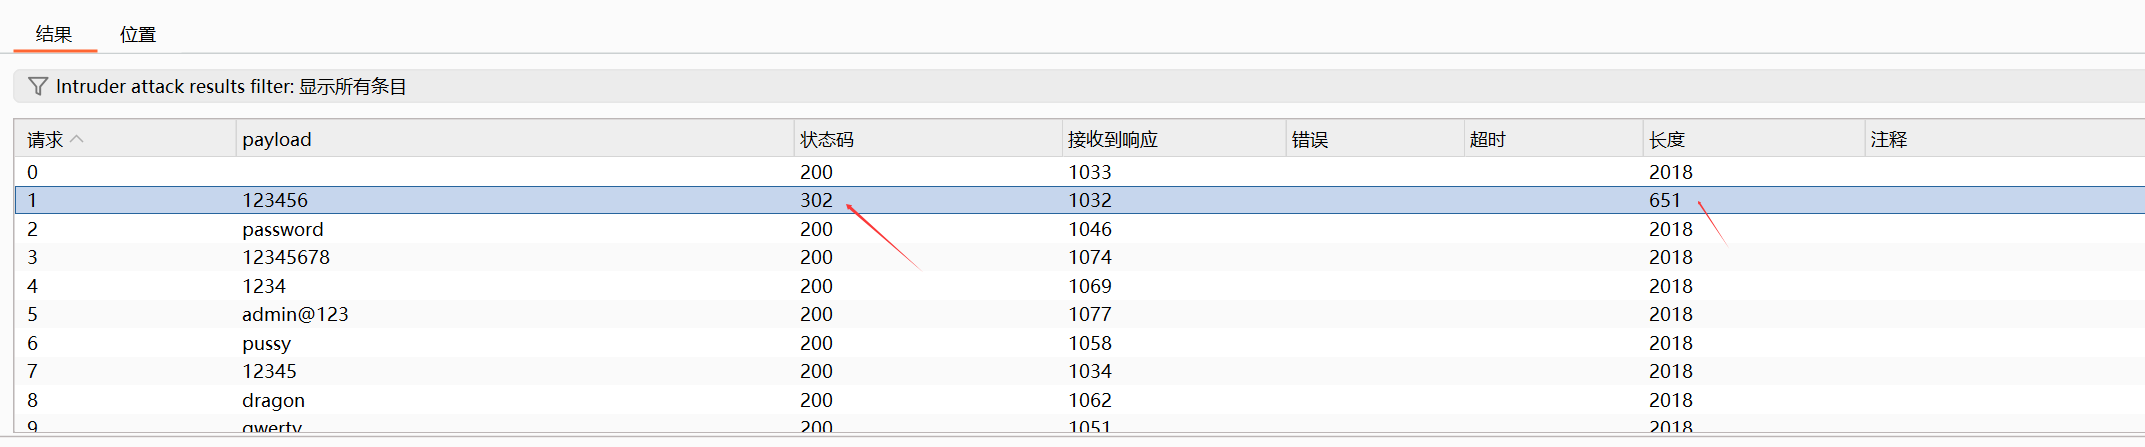 结果 位置
Intruder attack results filter: 显示所有条目
请求 payload 状态码 接收到响应 错误 超时 长度 注释
0 200 1033 2018
1 123456 302 1032 651
2 password 200 1046 2018
3 12345678 200 1074 2018
4 1234 200 1069 2018
5 admin@123 200 1077 2018
6 pussy 200 1058 2018
7 12345 200 1034 2018
8 dragon 200 1062 2018
9 qwerty 200 1051 2018